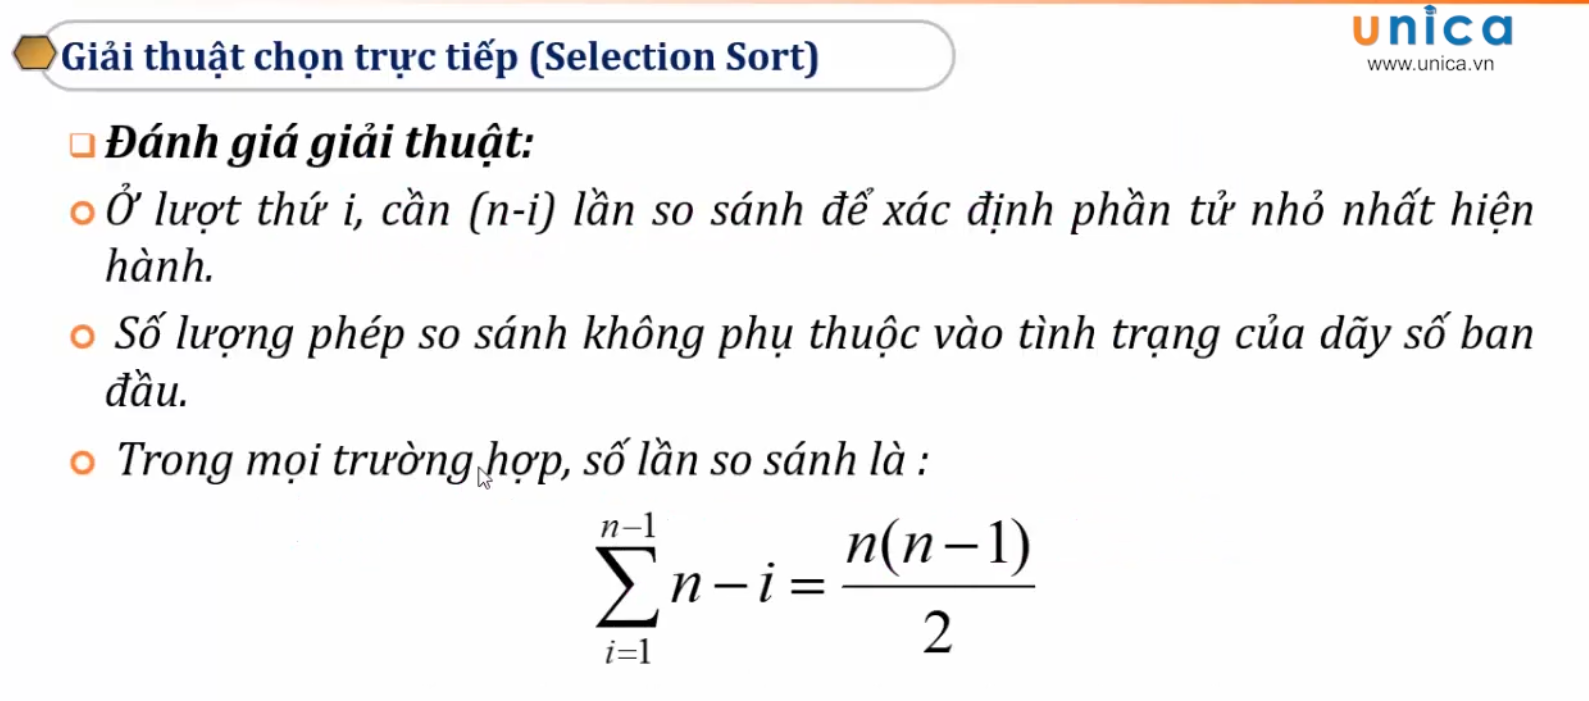 unica
Giải thuật chọn trực tiếp (Selection Sort)
www.unica.vn
Đánh giá giải thuật:
Ở lượt thứ i, cần (n-i) lần so sánh để xác định phần tử nhỏ nhất hiện
hành.
Số lượng phép so sánh không phụ thuộc vào tình trạng của dãy số ban
đầu.
Trong mọi trường hợp, số lần so sánh là :
n−1
∑ n − i = n(n − 1)
i=1
2